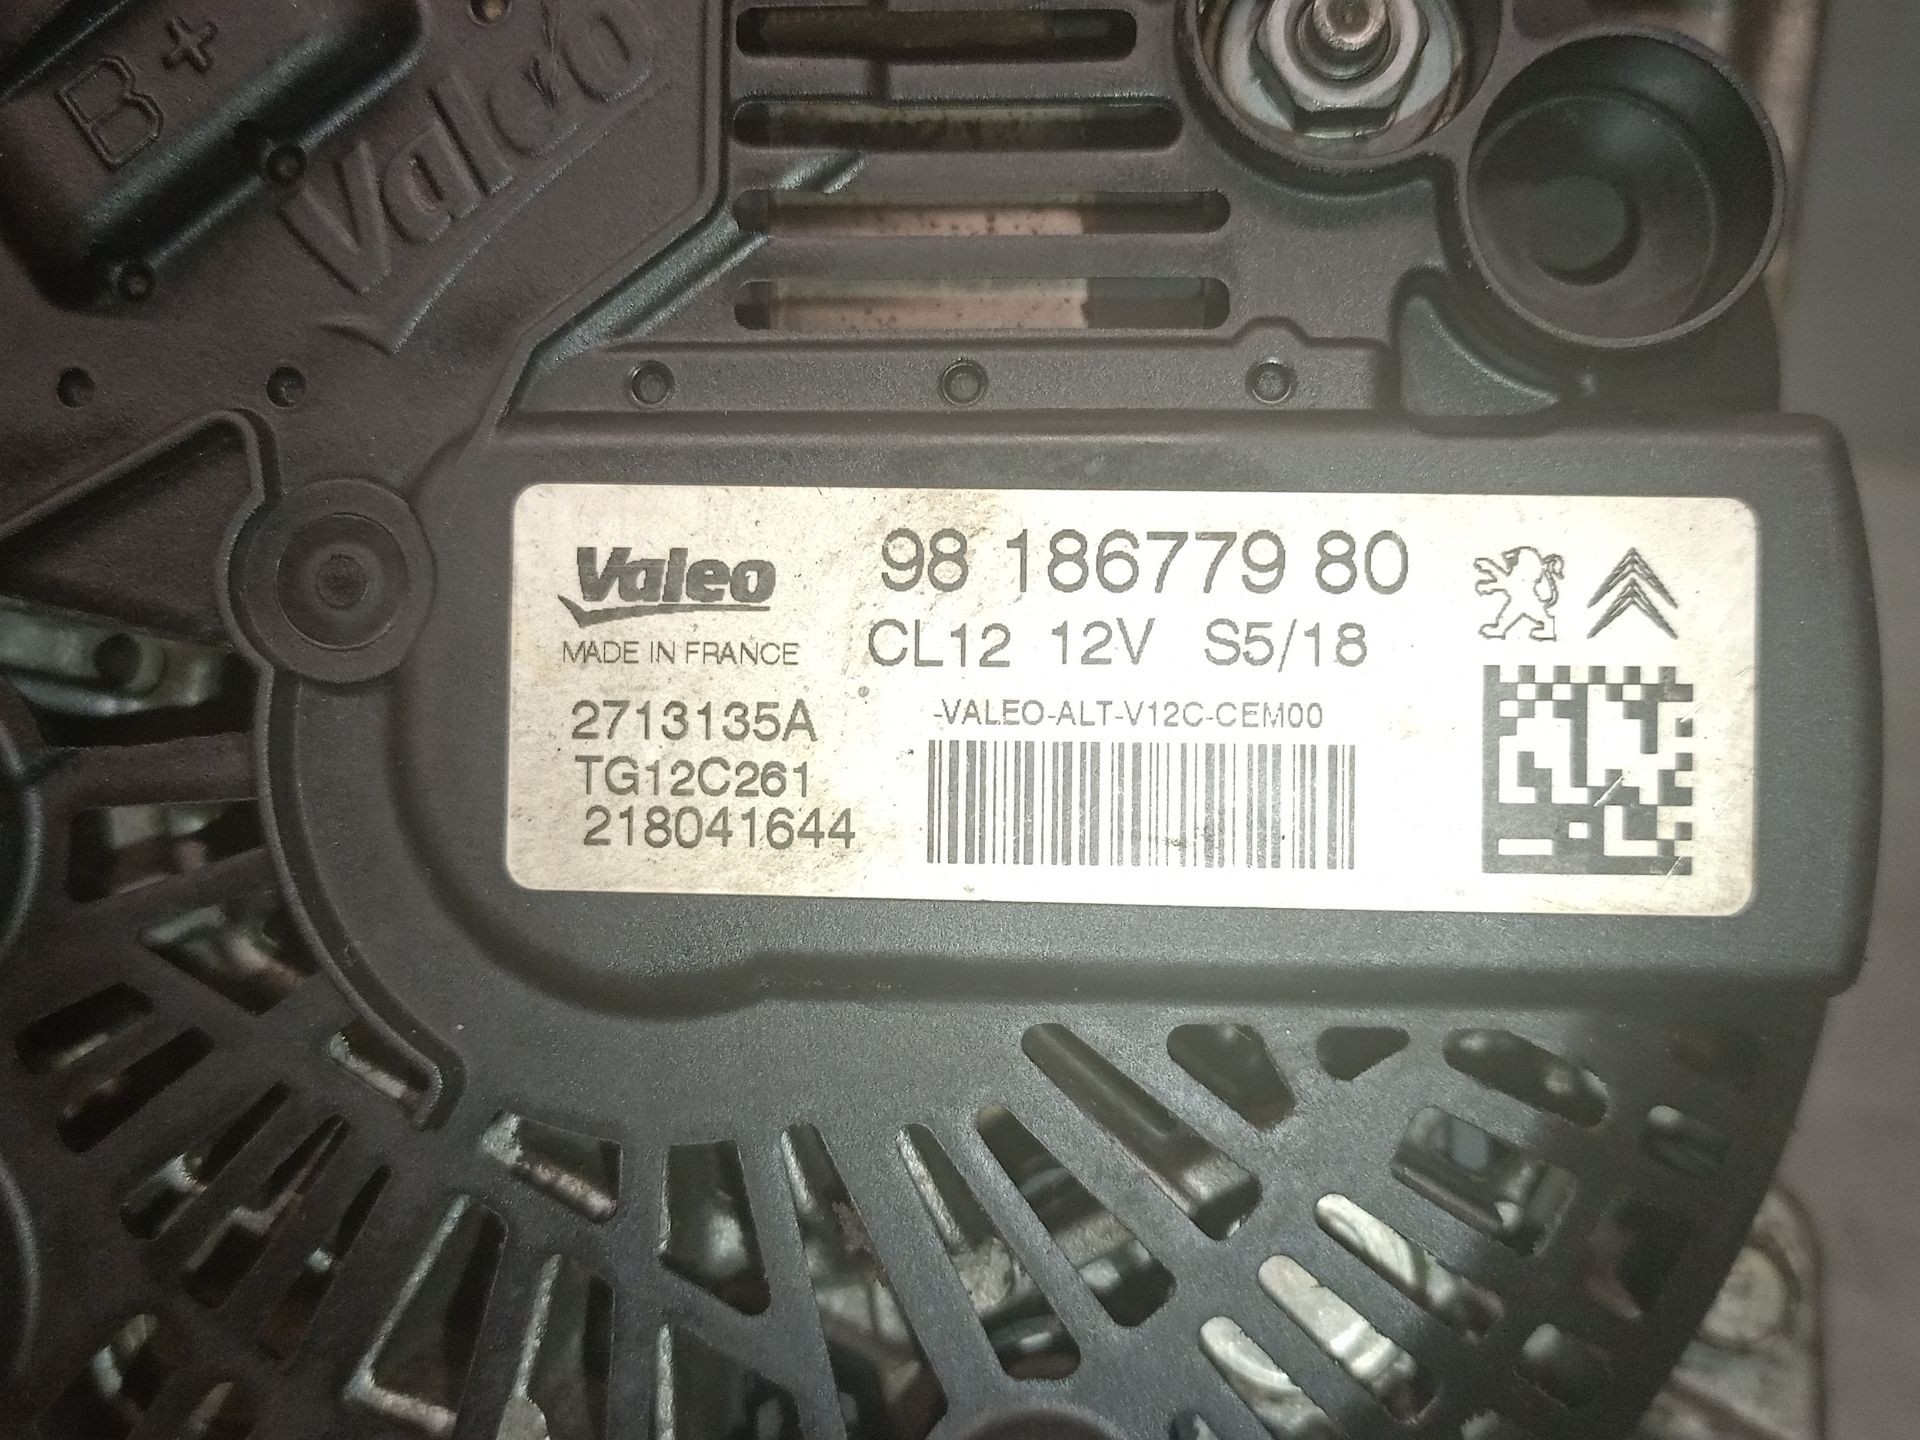 B+
Valeo
Valeo
MADE IN FRANCE
98 186779 80
CL12 12V S5/18
2713135A
TG12C261
218041644
-VALEO-ALT-V12C-CEM00